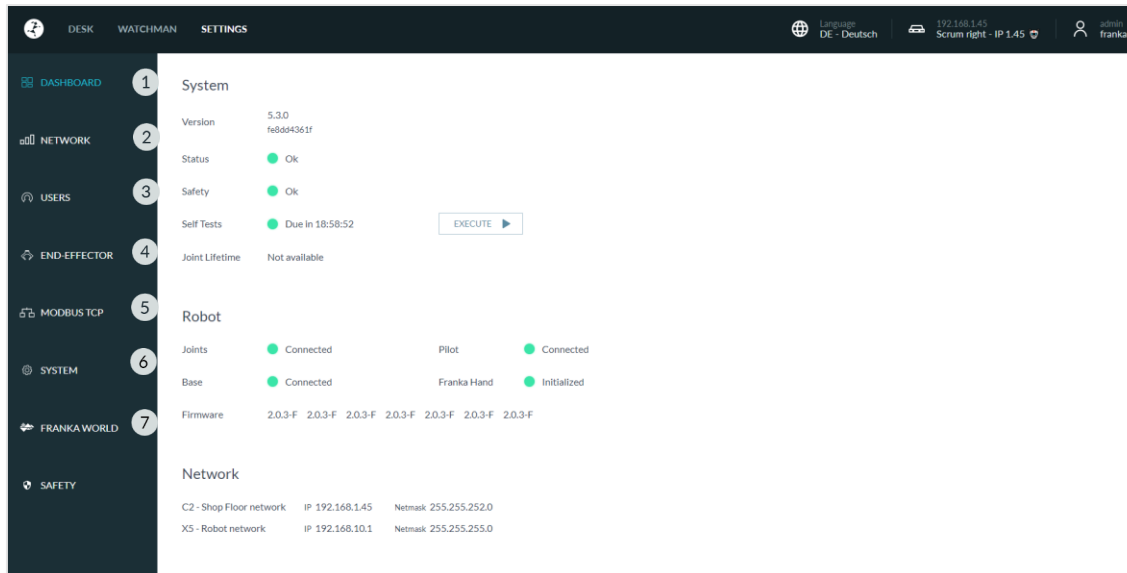 DESK WATCHMAN SETTINGS
Language
DE - Deutsch
192.168.1.45
Scrum right - IP 1.45
admin
franka
DASHBOARD 1
NETWORK 2
USERS 3
END-EFFECTOR 4
MODBUS TCP 5
SYSTEM 6
FRANKA WORLD 7
SAFETY
System
Version 5.3.0
fe8dd4361f
Status Ok
Safety Ok
Self Tests Due in 18:58:52 EXECUTE
Joint Lifetime Not available
Robot
Joints Connected Pilot Connected
Base Connected Franka Hand Initialized
Firmware 2.0.3-F 2.0.3-F 2.0.3-F 2.0.3-F 2.0.3-F 2.0.3-F 2.0.3-F
Network
C2 - Shop Floor network IP 192.168.1.45 Netmask 255.255.252.0
X5 - Robot network IP 192.168.10.1 Netmask 255.255.255.0